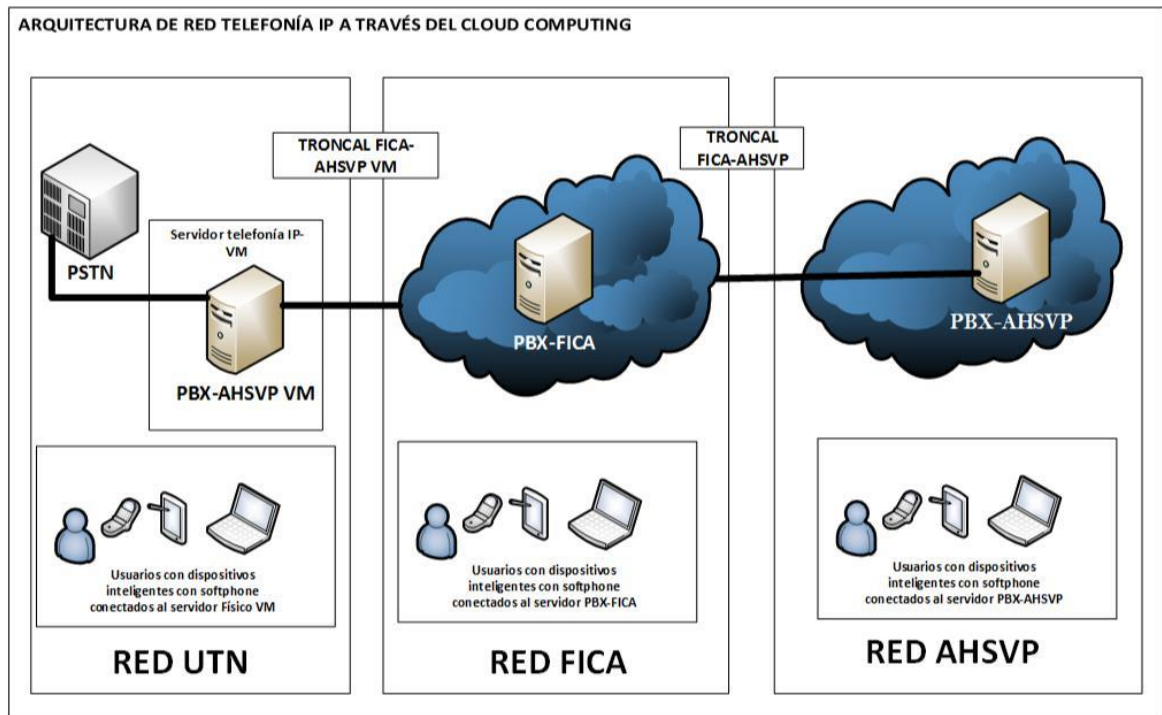 ARQUITECTURA DE RED TELEFONÍA IP A TRAVÉS DEL CLOUD COMPUTING
TRONCAL FICA-
AHSVP VM
TRONCAL
FICA-AHSVP
PSTN
Servidor telefonía IP-
VM
PBX-AHSVP VM
PBX-FICA
PBX-AHSVP
Usuarios con dispositivos
inteligentes con softphone
conectados al servidor Físico VM
Usuarios con dispositivos
inteligentes con softphone
conectados al servidor PBX-FICA
Usuarios con dispositivos
inteligentes con softphone
conectados al servidor PBX-AHSVP
RED UTN
RED FICA
RED AHSVP